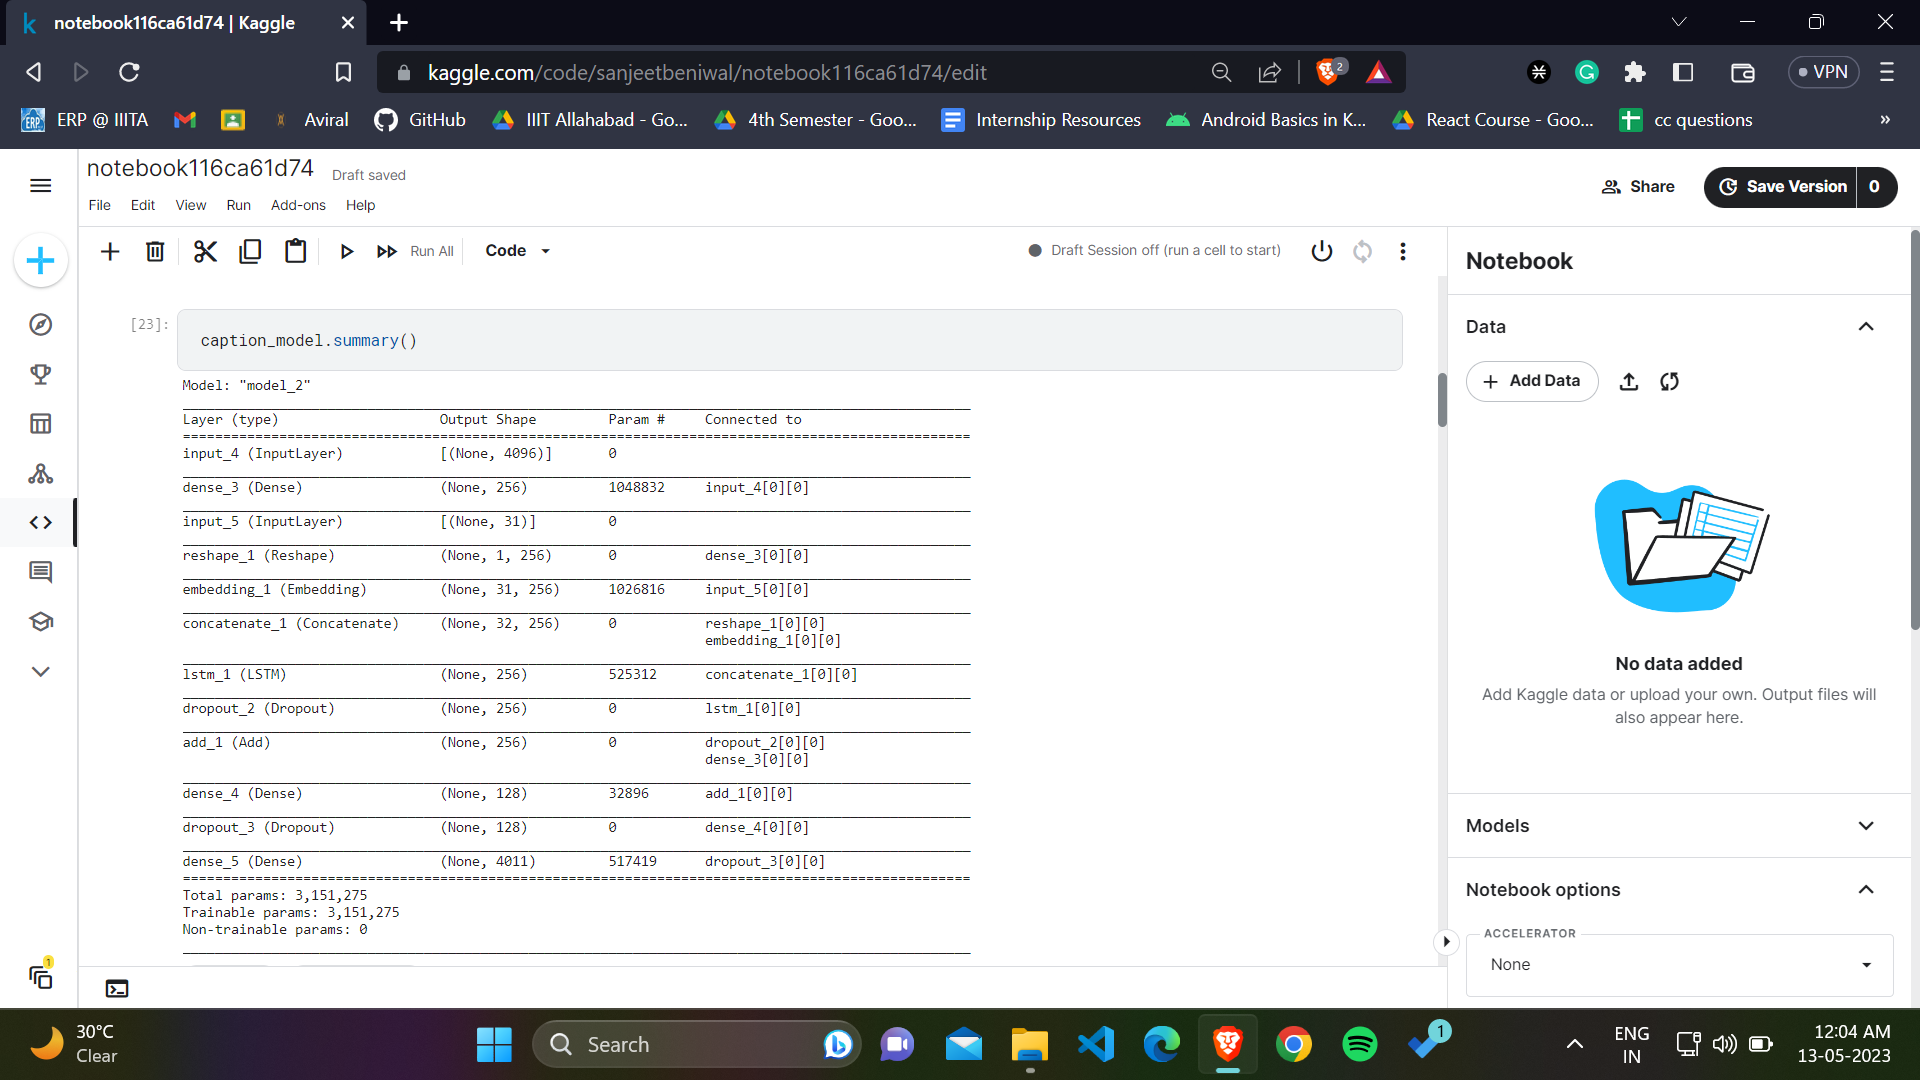 notebook116ca61d74 | Kaggle
kaggle.com/code/sanjeetbeniwal/notebook116ca61d74/edit
2
VPN
ERP @ IIITA
Aviral
GitHub
IIIT Allahabad - Go...
4th Semester - Goo...
Internship Resources
Android Basics in K...
React Course - Goo...
cc questions
»
notebook116ca61d74
Draft saved
File Edit View Run Add-ons Help
Share
Save Version 0
Run All
Code
Draft Session off (run a cell to start)
[23]:
caption_model.summary()
Model: "model_2"
Layer (type) Output Shape Param # Connected to
input_4 (InputLayer) [(None, 4096)] 0
dense_3 (Dense) (None, 256) 1048832 input_4[0][0]
input_5 (InputLayer) [(None, 31)] 0
reshape_1 (Reshape) (None, 1, 256) 0 dense_3[0][0]
embedding_1 (Embedding) (None, 31, 256) 1026816 input_5[0][0]
concatenate_1 (Concatenate) (None, 32, 256) 0 reshape_1[0][0]
embedding_1[0][0]
lstm_1 (LSTM) (None, 256) 525312 concatenate_1[0][0]
dropout_2 (Dropout) (None, 256) 0 lstm_1[0][0]
add_1 (Add) (None, 256) 0 dropout_2[0][0]
dense_3[0][0]
dense_4 (Dense) (None, 128) 32896 add_1[0][0]
dropout_3 (Dropout) (None, 128) 0 dense_4[0][0]
dense_5 (Dense) (None, 4011) 517419 dropout_3[0][0]
Total params: 3,151,275
Trainable params: 3,151,275
Non-trainable params: 0
Notebook
Data
Add Data
No data added
Add Kaggle data or upload your own. Output files will
also appear here.
Models
Notebook options
ACCELERATOR
None
1
30°C
Clear
Search
1
ENG
IN
12:04 AM
13-05-2023